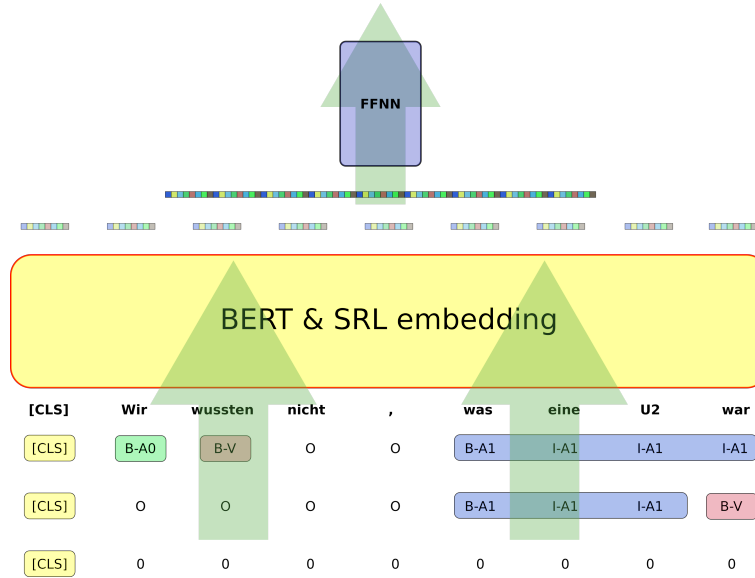 FFNN
BERT & SRL embedding
[CLS] Wir wussten nicht , was eine U2 war
[CLS] B-A0 B-V O O B-A1 I-A1 I-A1 I-A1
[CLS] O O O O B-A1 I-A1 I-A1 B-V
[CLS] 0 0 0 0 0 0 0 0